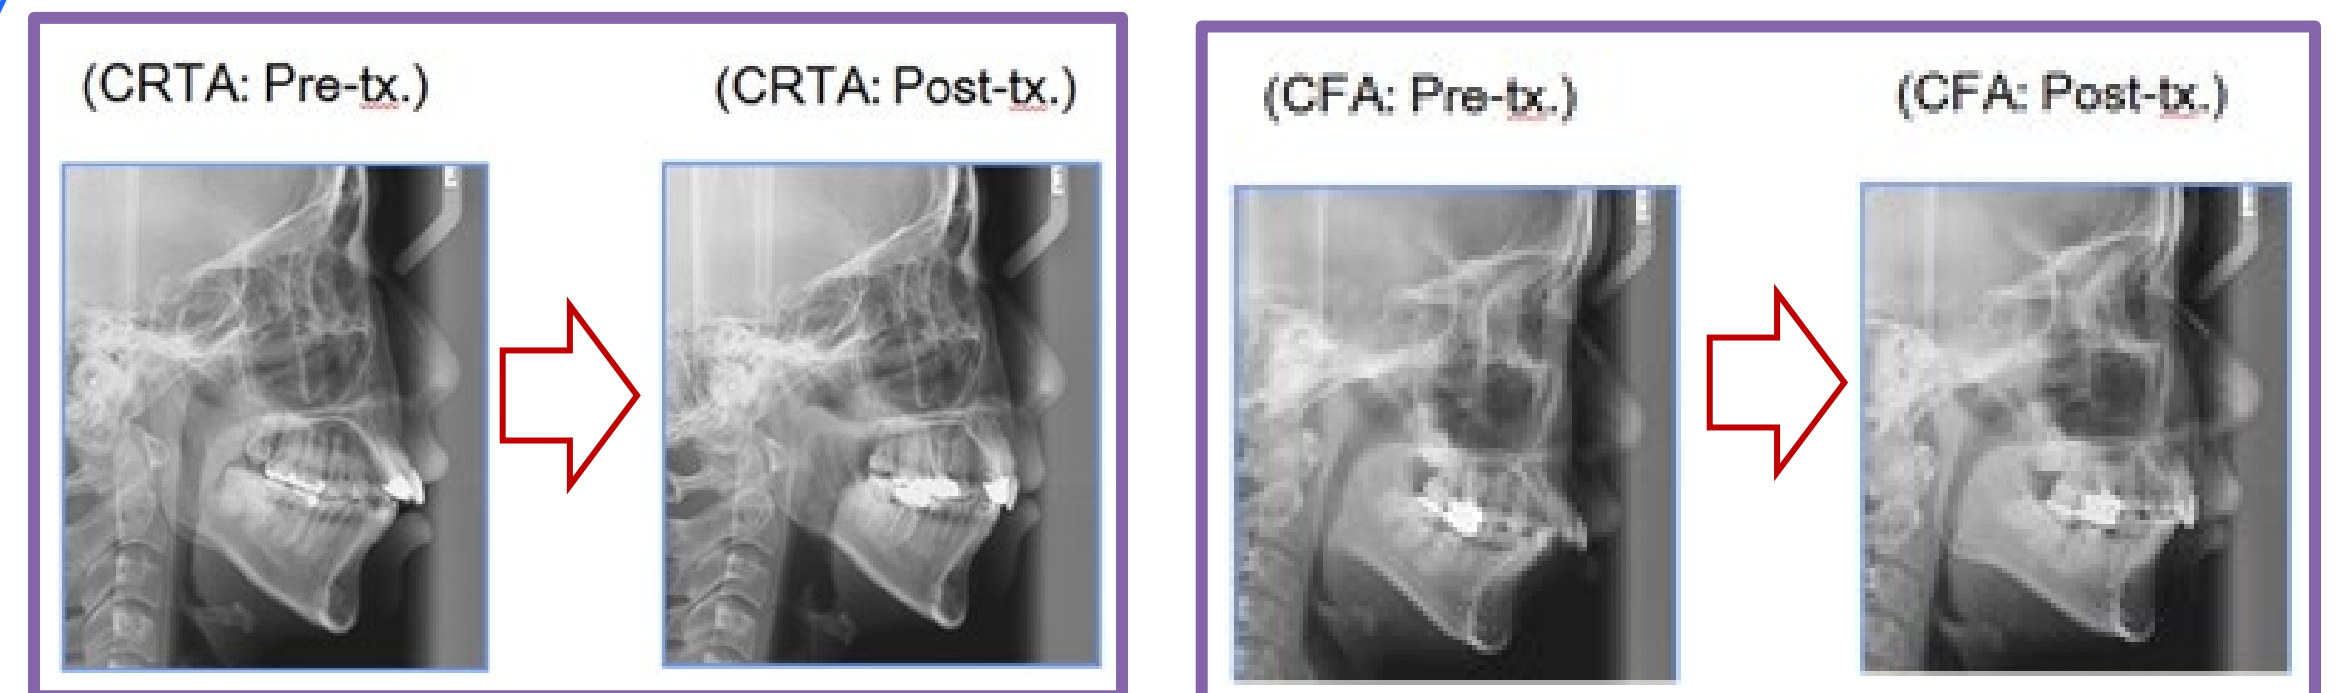 (CRTA: Pre-tx.)
(CRTA: Post-tx.)
(CFA: Pre-tx.)
(CFA: Post-tx.)